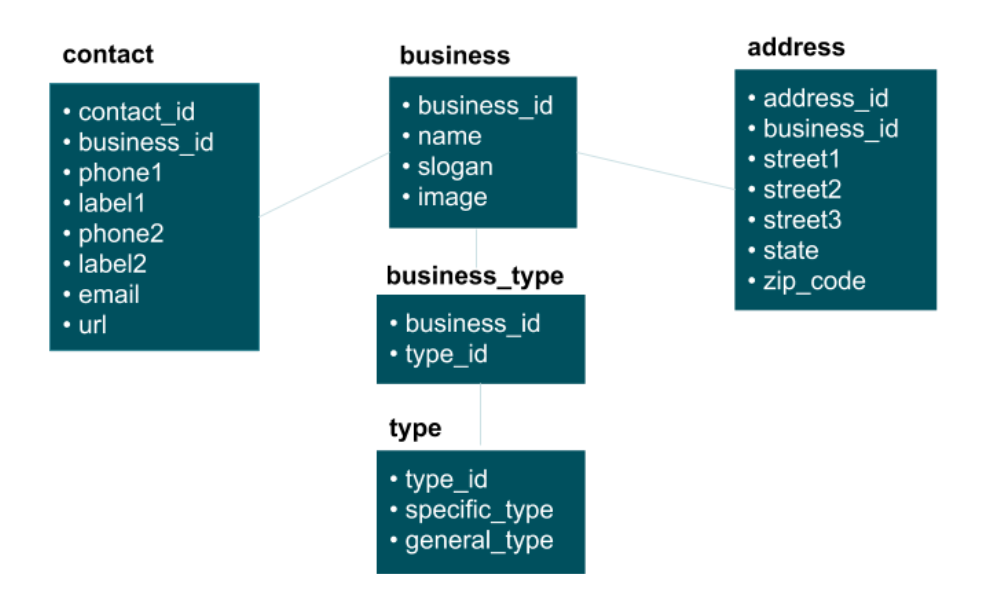 contact
• contact_id
• business_id
• phone1
• label1
• phone2
• label2
• email
• url
business
• business_id
• name
• slogan
• image
business_type
• business_id
• type_id
type
• type_id
• specific_type
• general_type
address
• address_id
• business_id
• street1
• street2
• street3
• state
• zip_code